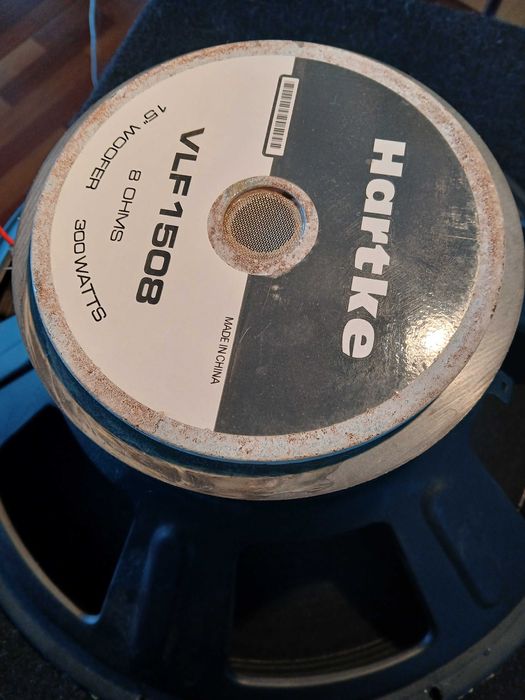 Hartke
VLF1508
15" WOOFER
8 OHMS
300 WATTS
MADE IN CHINA